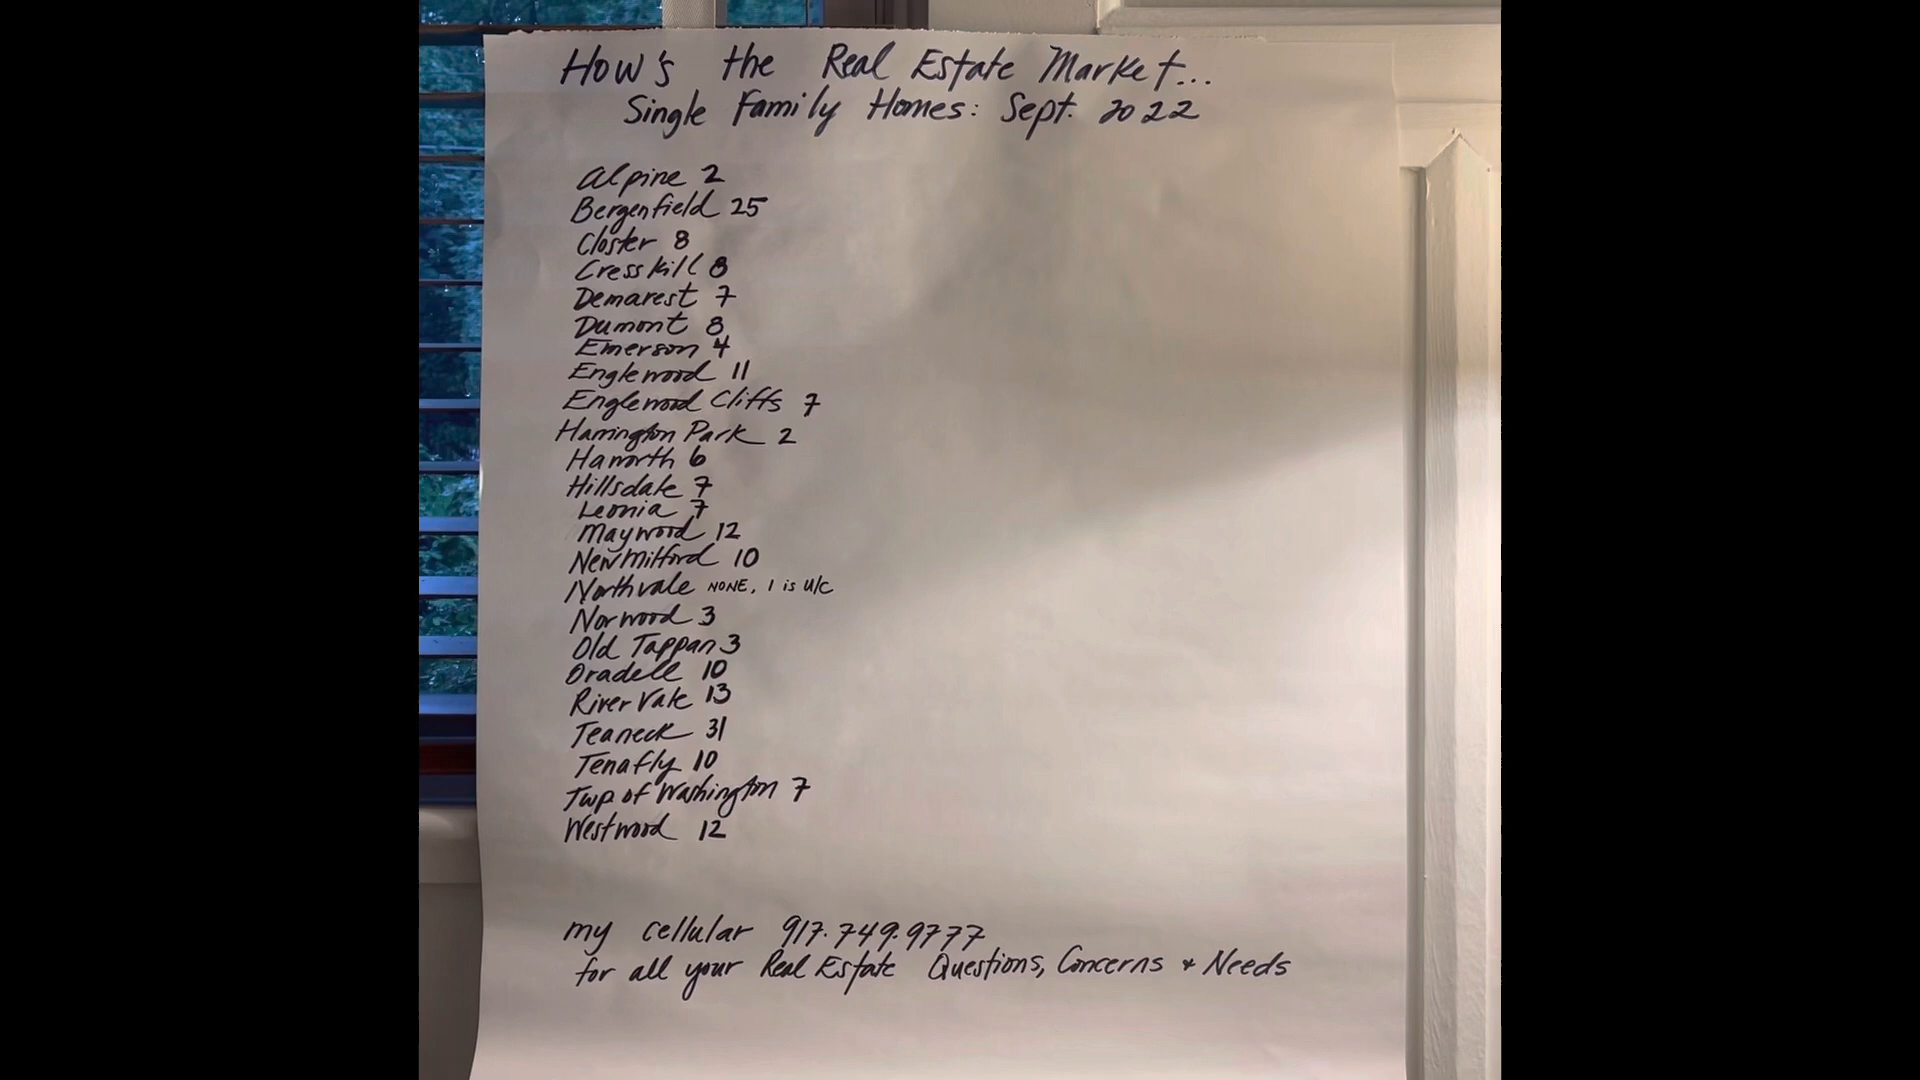 How's the Real Estate Market...
Single Family Homes: Sept. 2022
Alpine 2
Bergenfield 25
Closter 8
Cresskill 8
Demarest 7
Dumont 8
Emerson 4
Englewood 11
Englewood Cliffs 7
Harrington Park 2
Haworth 6
Hillsdale 7
Leonia 7
Maywood 12
New Milford 10
Northvale NONE, 1 is u/c
Norwood 3
Old Tappan 3
Oradell 10
River Vale 13
Teaneck 31
Tenafly 10
Twp of Washington 7
Westwood 12
my cellular 917.749.9777
for all your Real Estate Questions, Concerns + Needs